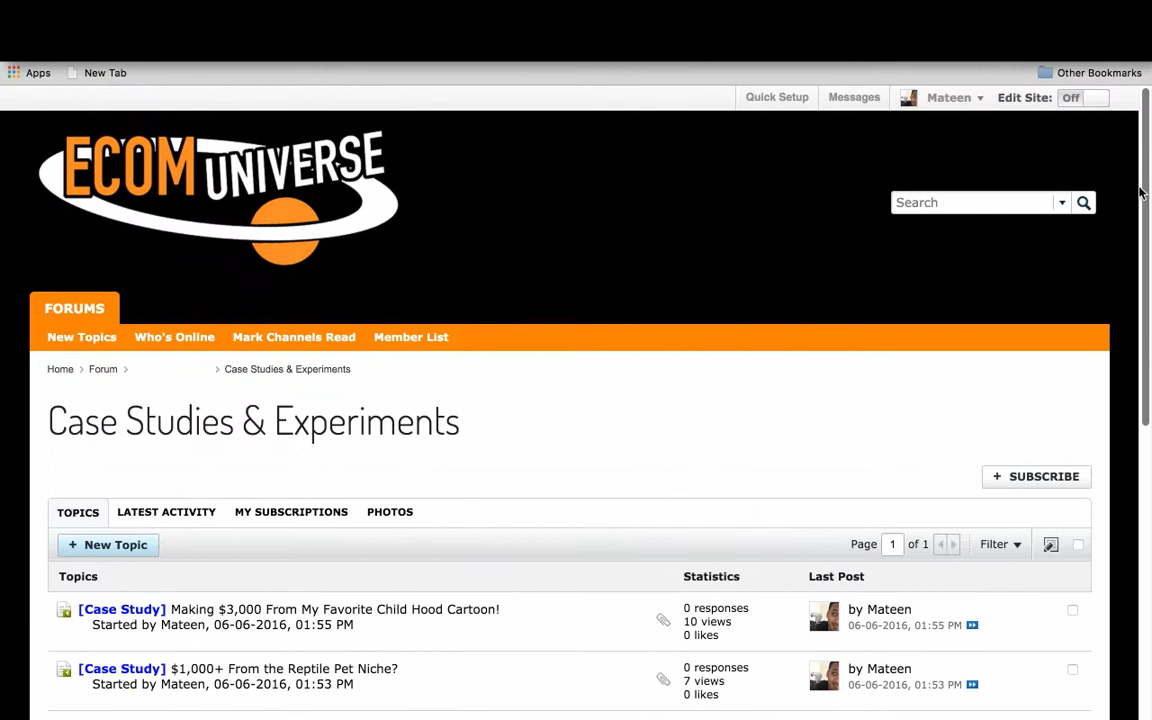 Apps New Tab Other Bookmarks
Quick Setup Messages Mateen Edit Site: Off
ECOM UNIVERSE
Search
FORUMS
New Topics Who's Online Mark Channels Read Member List
Home Forum Case Studies & Experiments
Case Studies & Experiments
+ SUBSCRIBE
TOPICS LATEST ACTIVITY MY SUBSCRIPTIONS PHOTOS
+ New Topic Page 1 of 1 Filter
Topics Statistics Last Post
[Case Study] Making $3,000 From My Favorite Child Hood Cartoon!
Started by Mateen, 06-06-2016, 01:55 PM
0 responses
10 views
0 likes
by Mateen
06-06-2016, 01:55 PM
[Case Study] $1,000+ From the Reptile Pet Niche?
Started by Mateen, 06-06-2016, 01:53 PM
0 responses
7 views
0 likes
by Mateen
06-06-2016, 01:53 PM